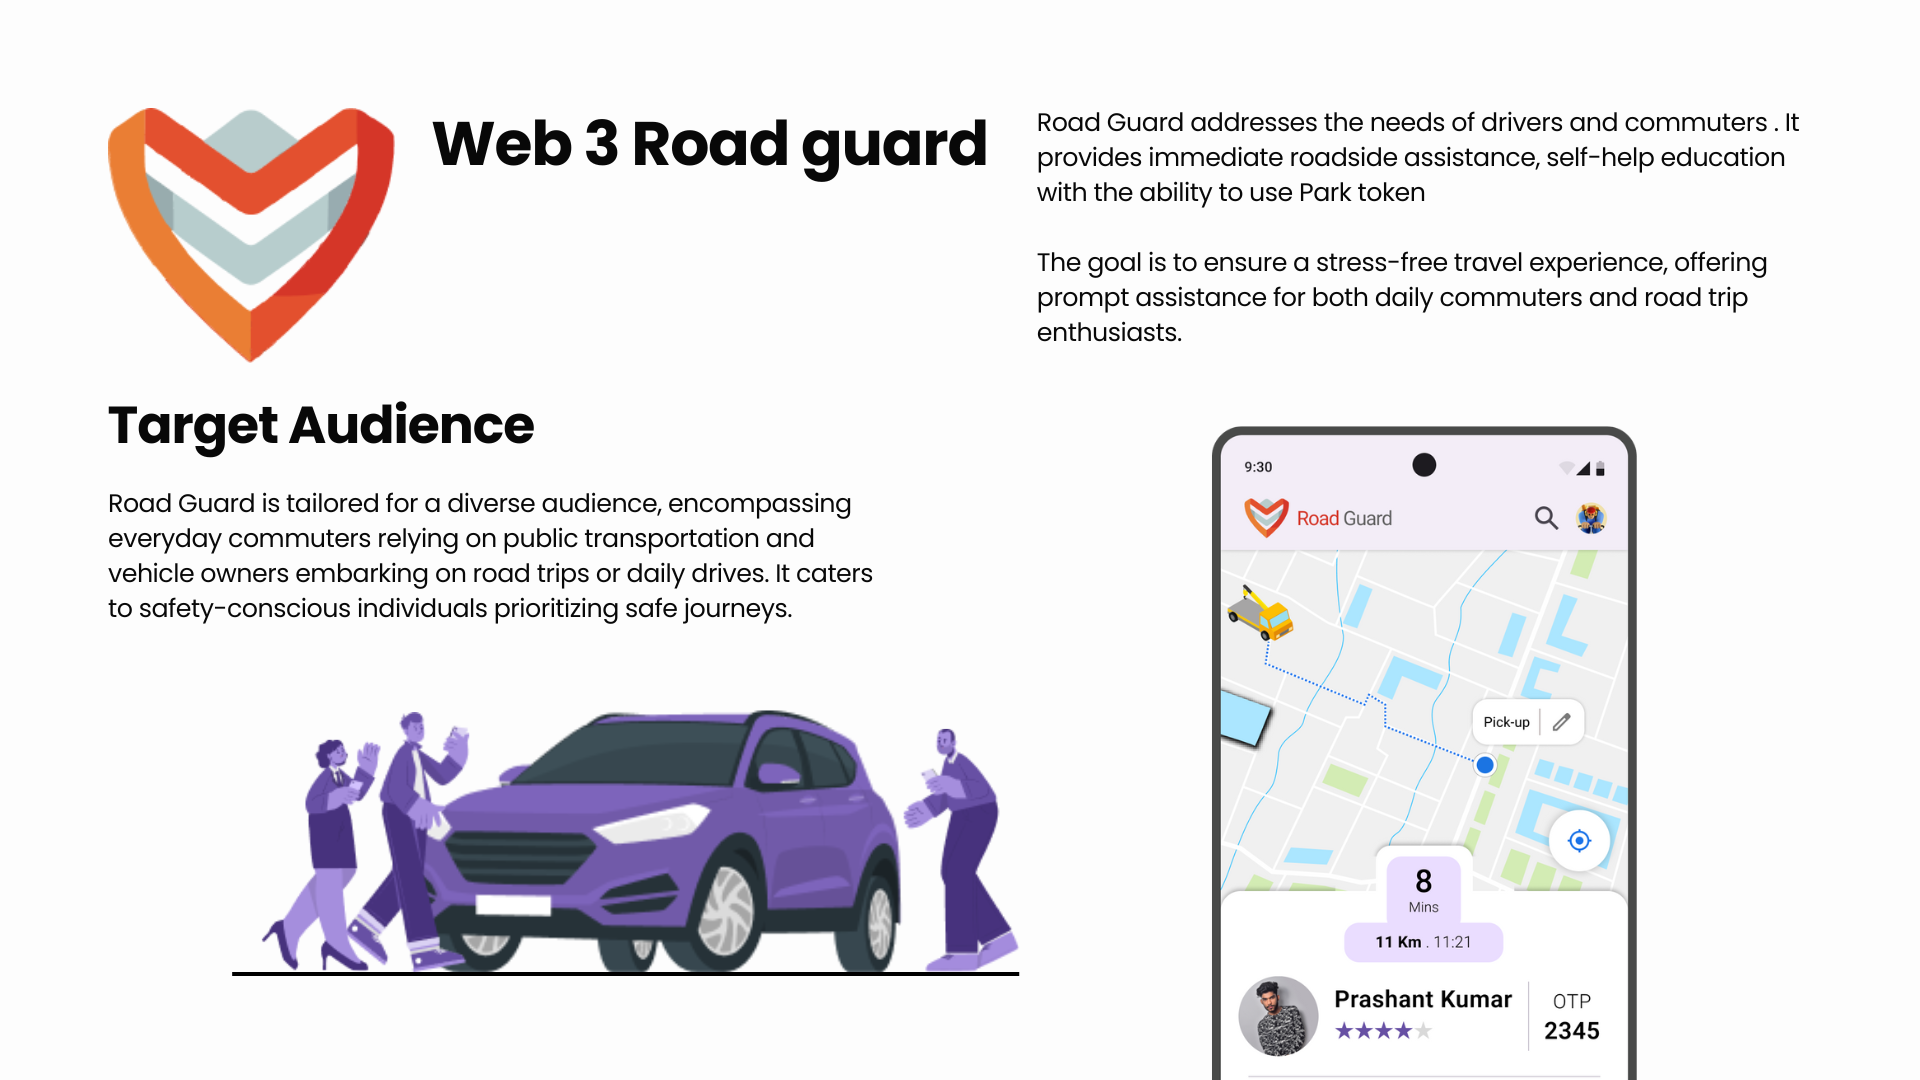 Web 3 Road guard
Road Guard addresses the needs of drivers and commuters . It
provides immediate roadside assistance, self-help education
with the ability to use Park token
The goal is to ensure a stress-free travel experience, offering
prompt assistance for both daily commuters and road trip
enthusiasts.
Target Audience
Road Guard is tailored for a diverse audience, encompassing
everyday commuters relying on public transportation and
vehicle owners embarking on road trips or daily drives. It caters
to safety-conscious individuals prioritizing safe journeys.
9:30
Road Guard
Pick-up
8
Mins
11 Km . 11:21
Prashant Kumar
OTP
2345